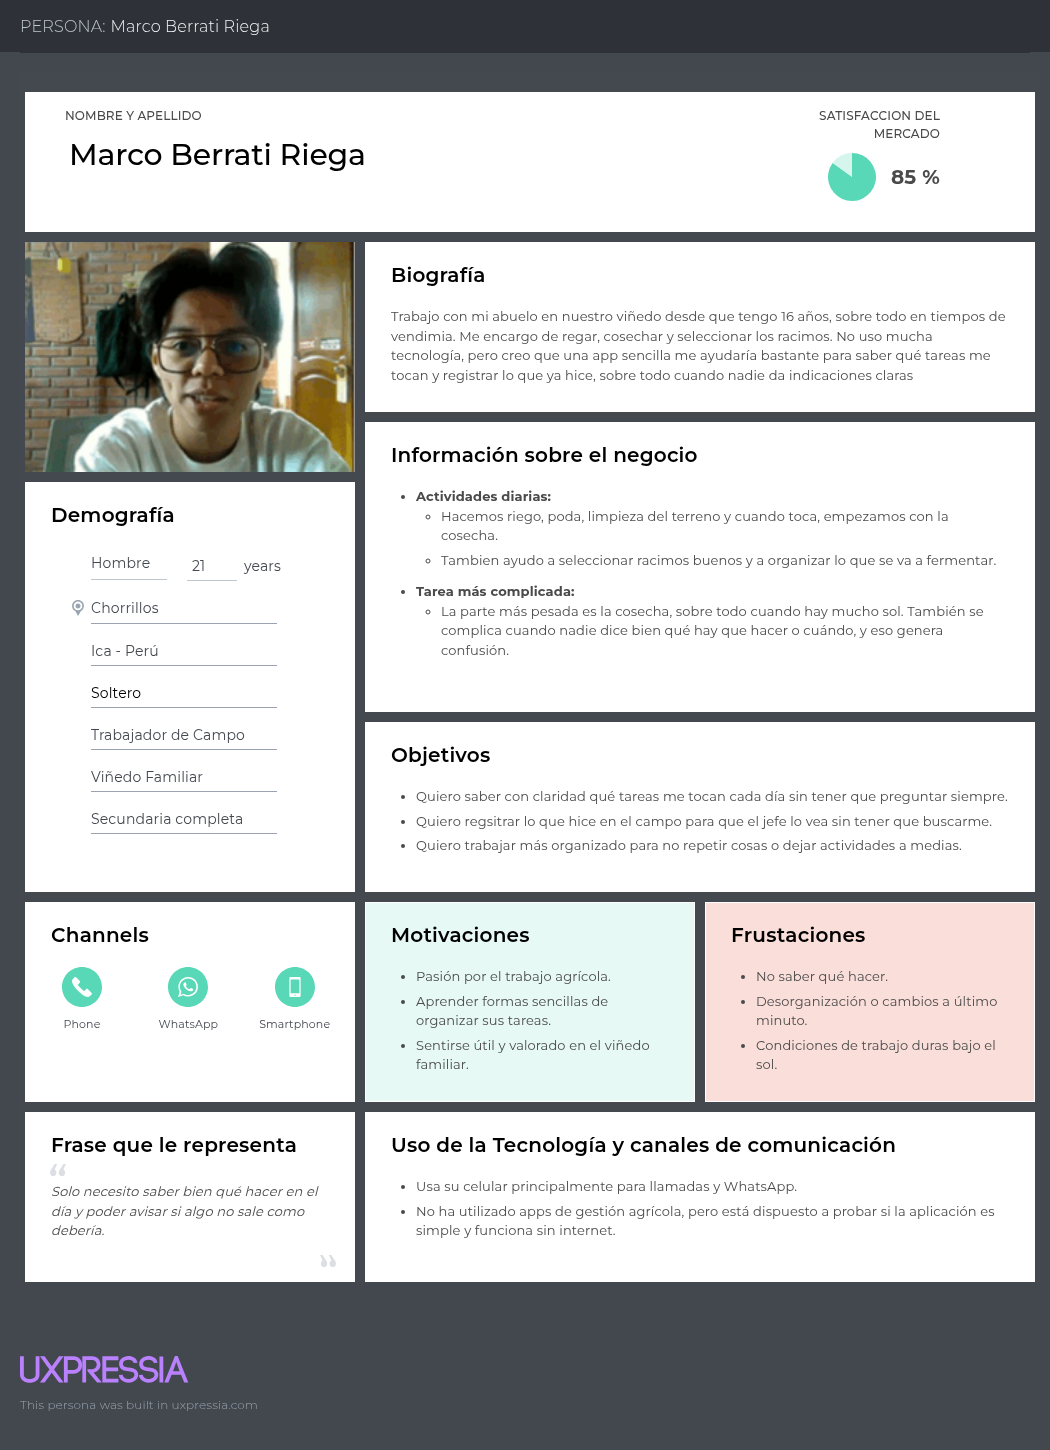 PERSONA: Marco Berrati Riega
NOMBRE Y APELLIDO
Marco Berrati Riega
SATISFACCION DEL
MERCADO
85 %
Biografía
Trabajo con mi abuelo en nuestro viñedo desde que tengo 16 años, sobre todo en tiempos de
vendimia. Me encargo de regar, cosechar y seleccionar los racimos. No uso mucha
tecnología, pero creo que una app sencilla me ayudaría bastante para saber qué tareas me
tocan y registrar lo que ya hice, sobre todo cuando nadie da indicaciones claras
Demografía
Hombre 21 years
Chorrillos
Ica - Perú
Soltero
Trabajador de Campo
Viñedo Familiar
Secundaria completa
Información sobre el negocio
• Actividades diarias:
◦ Hacemos riego, poda, limpieza del terreno y cuando toca, empezamos con la
cosecha.
◦ Tambien ayudo a seleccionar racimos buenos y a organizar lo que se va a fermentar.
• Tarea más complicada:
◦ La parte más pesada es la cosecha, sobre todo cuando hay mucho sol. También se
complica cuando nadie dice bien qué hay que hacer o cuándo, y eso genera
confusión.
Objetivos
• Quiero saber con claridad qué tareas me tocan cada día sin tener que preguntar siempre.
• Quiero regsitrar lo que hice en el campo para que el jefe lo vea sin tener que buscarme.
• Quiero trabajar más organizado para no repetir cosas o dejar actividades a medias.
Channels
Phone WhatsApp Smartphone
Motivaciones
• Pasión por el trabajo agrícola.
• Aprender formas sencillas de
organizar sus tareas.
• Sentirse útil y valorado en el viñedo
familiar.
Frustaciones
• No saber qué hacer.
• Desorganización o cambios a último
minuto.
• Condiciones de trabajo duras bajo el
sol.
Frase que le representa
“
Solo necesito saber bien qué hacer en el
día y poder avisar si algo no sale como
debería.
”
Uso de la Tecnología y canales de comunicación
• Usa su celular principalmente para llamadas y WhatsApp.
• No ha utilizado apps de gestión agrícola, pero está dispuesto a probar si la aplicación es
simple y funciona sin internet.
UXPRESSIA
This persona was built in uxpressia.com